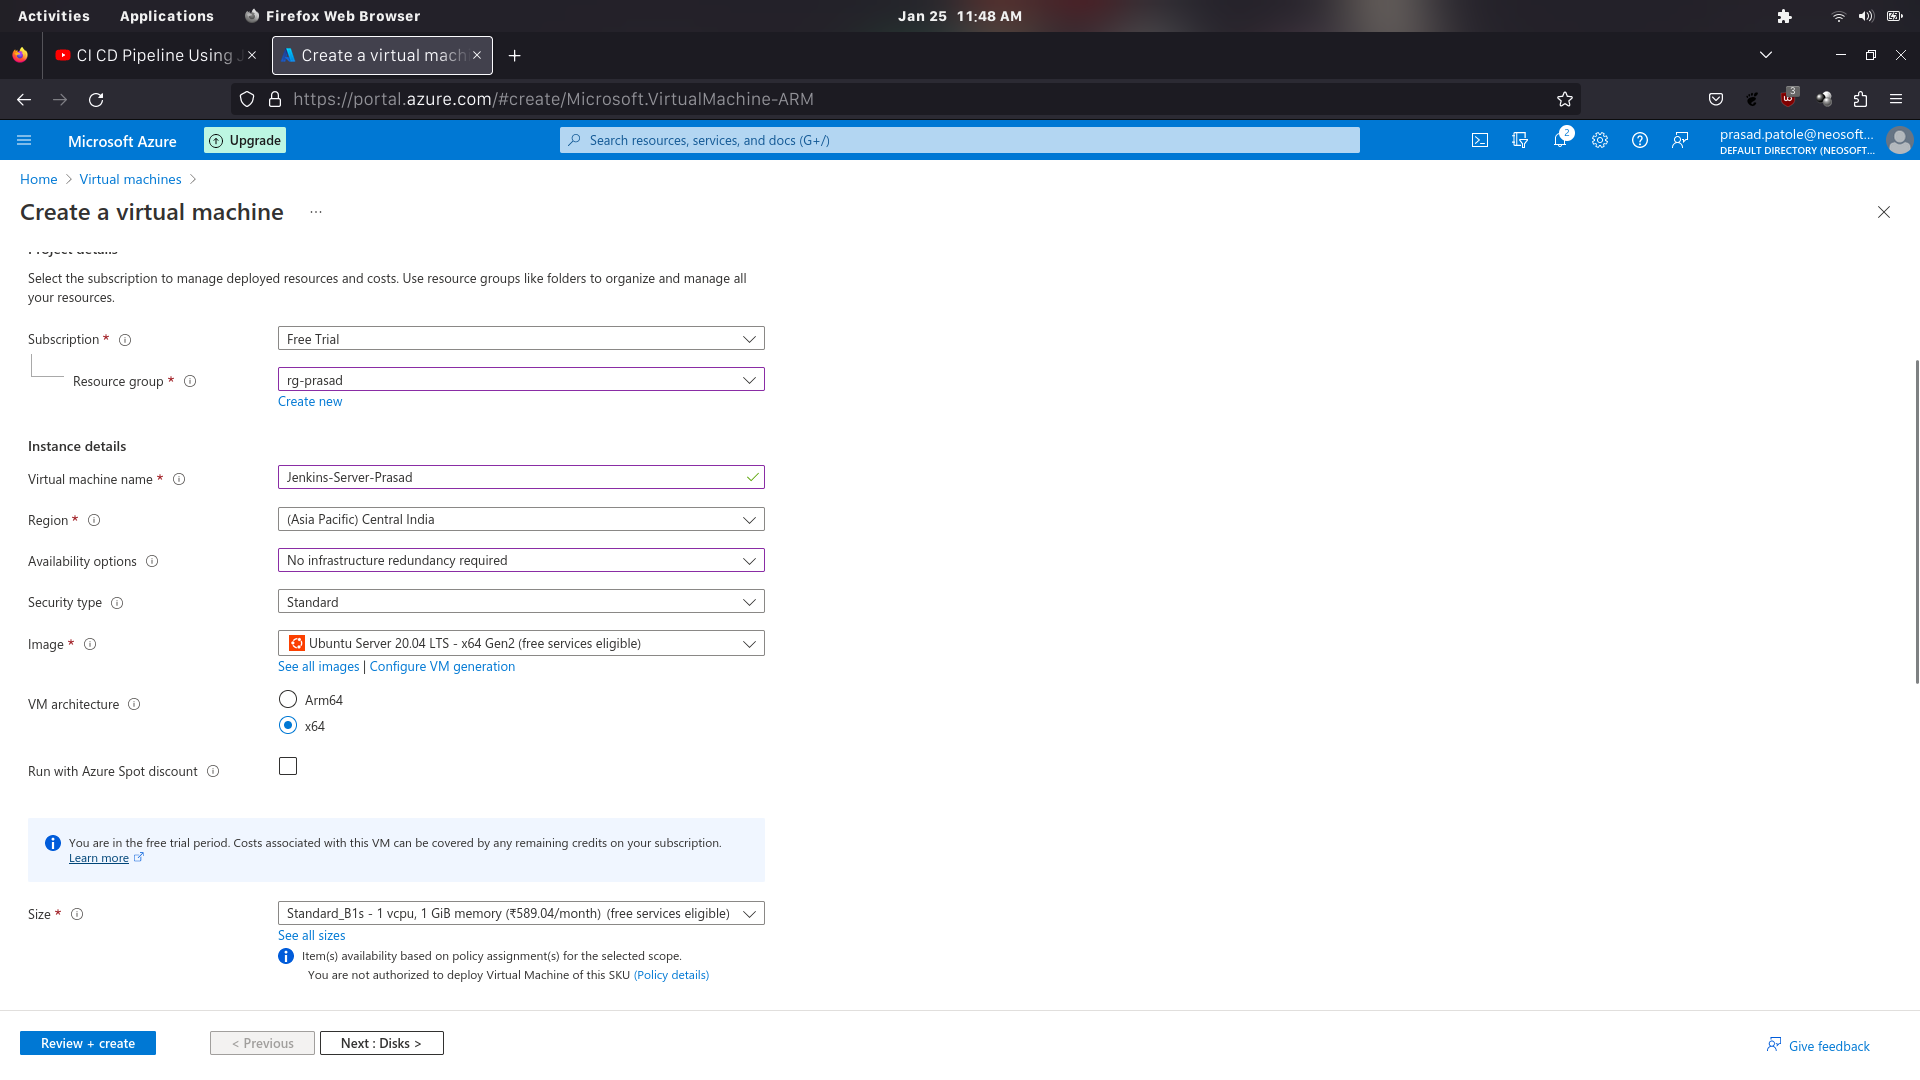 Activities Applications Firefox Web Browser Jan 25 11:48 AM
CI CD Pipeline Using Create a virtual mach
https://portal.azure.com/#create/Microsoft.VirtualMachine-ARM 3
Microsoft Azure Upgrade Search resources, services, and docs (G+/) 2 prasad.patole@neosoft...
DEFAULT DIRECTORY (NEOSOFT...
Home > Virtual machines >
Create a virtual machine ...
Project details
Select the subscription to manage deployed resources and costs. Use resource groups like folders to organize and manage all
your resources.
Subscription * Free Trial
Resource group * rg-prasad
Create new
Instance details
Virtual machine name * Jenkins-Server-Prasad
Region * (Asia Pacific) Central India
Availability options No infrastructure redundancy required
Security type Standard
Image * Ubuntu Server 20.04 LTS - x64 Gen2 (free services eligible)
See all images | Configure VM generation
VM architecture Arm64
x64
Run with Azure Spot discount
You are in the free trial period. Costs associated with this VM can be covered by any remaining credits on your subscription.
Learn more
Size * Standard_B1s - 1 vcpu, 1 GiB memory (₹589.04/month) (free services eligible)
See all sizes
Item(s) availability based on policy assignment(s) for the selected scope.
You are not authorized to deploy Virtual Machine of this SKU (Policy details)
Review + create < Previous Next : Disks > Give feedback